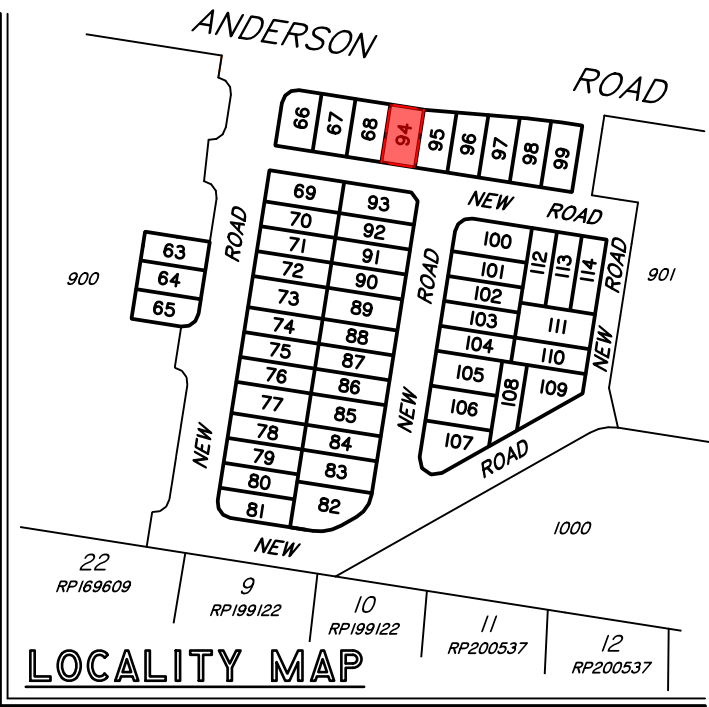 ANDERSON ROAD
66 67 68 94 95 96 97 98 99
NEW ROAD
69 93
70 92
71 91
72 90
73 89
74 88
75 87
76 86
77 85
78 84
79 83
80
81 82
ROAD
NEW
63
64
65
900
ROAD
NEW
100 112 113 114
101
102
103 111
104 110
105 108 109
106
107
ROAD
NEW
901
ROAD
1000
NEW
22
RP169609
9
RP199122
10
RP199122
11
RP200537
12
RP200537
LOCALITY MAP